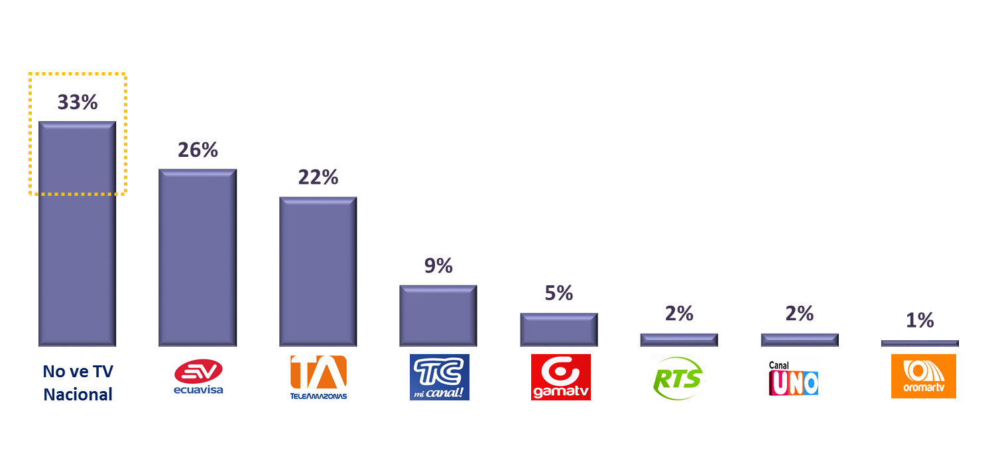 33%
26%
22%
9%
5%
2%
2%
1%
No ve TV
Nacional
ecuavisa
TA
TELEAMAZONAS
TC
mi canal!
gamatv
RTS
Canal
UNO
oromartv